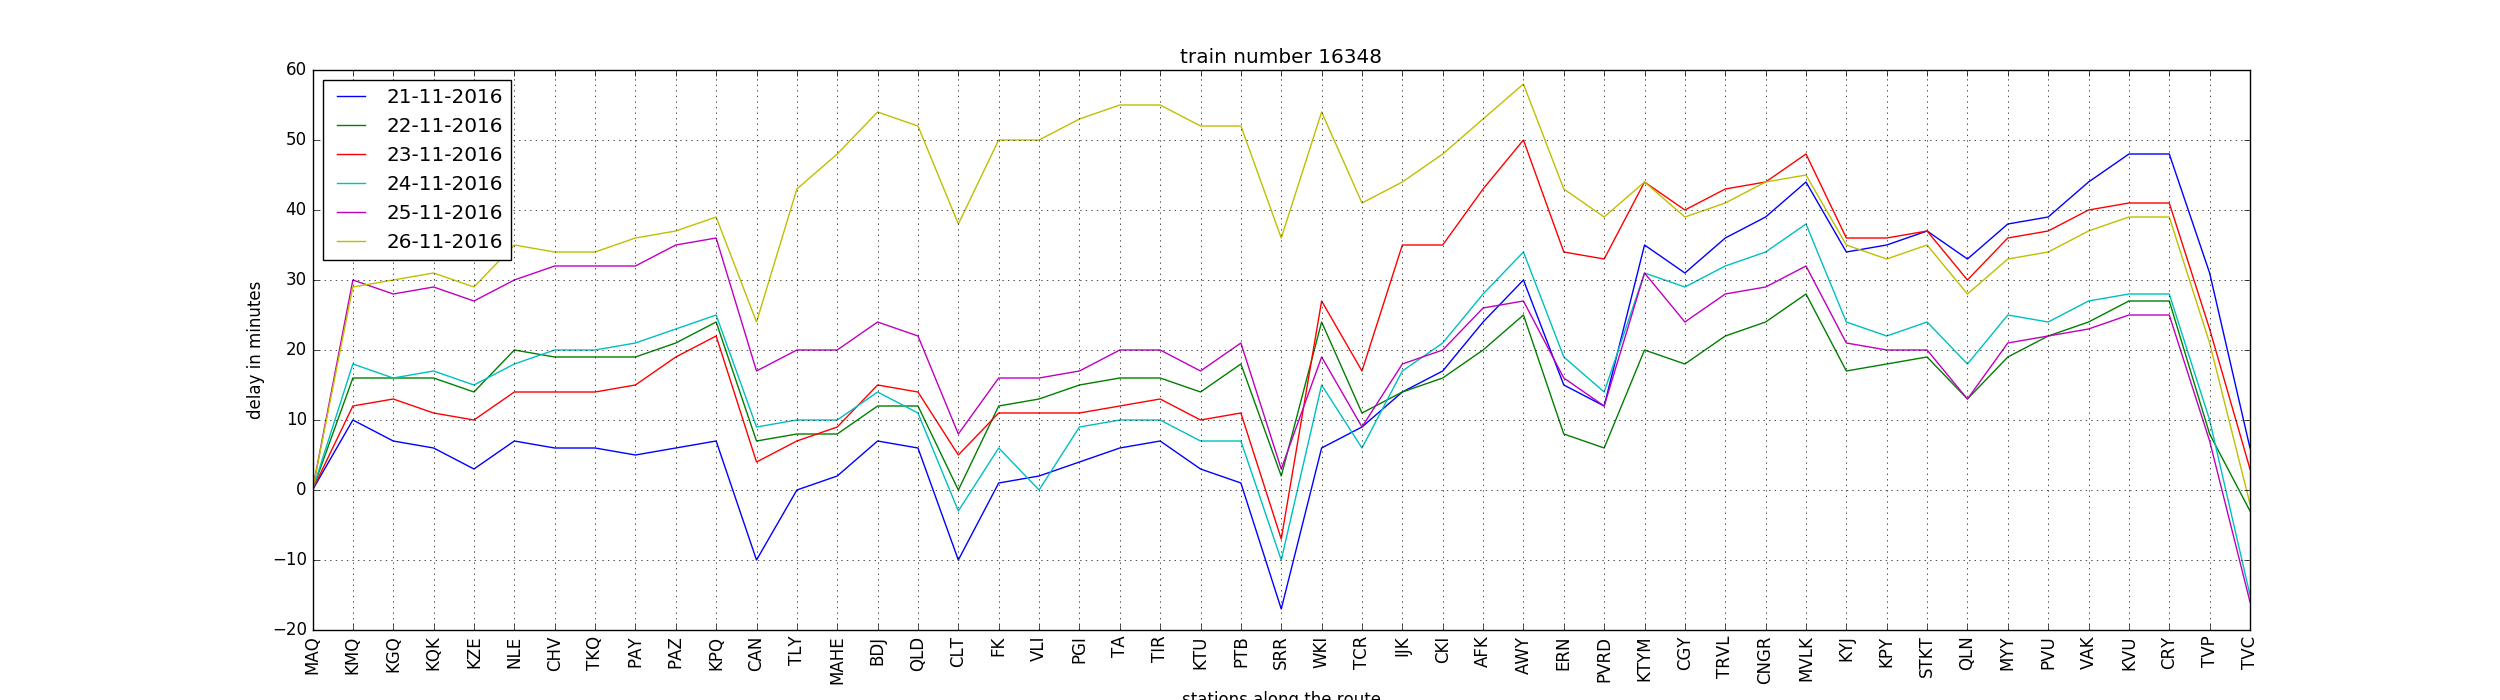 train number 16348
60
50
40
30
20
10
0
−10
−20
delay in minutes
21-11-2016
22-11-2016
23-11-2016
24-11-2016
25-11-2016
26-11-2016
MAQ
KMQ
KGQ
KQK
KZE
NLE
CHV
TKQ
PAY
PAZ
KPQ
CAN
TLY
MAHE
BDJ
QLD
CLT
FK
VLI
PGI
TA
TIR
KTU
PTB
SRR
WKI
TCR
IJK
CKI
AFK
AWY
ERN
PVRD
KTYM
CGY
TRVL
CNGR
MVLK
KYJ
KPY
STKT
QLN
MYY
PVU
VAK
KVU
CRY
TVP
TVC
stations along the route